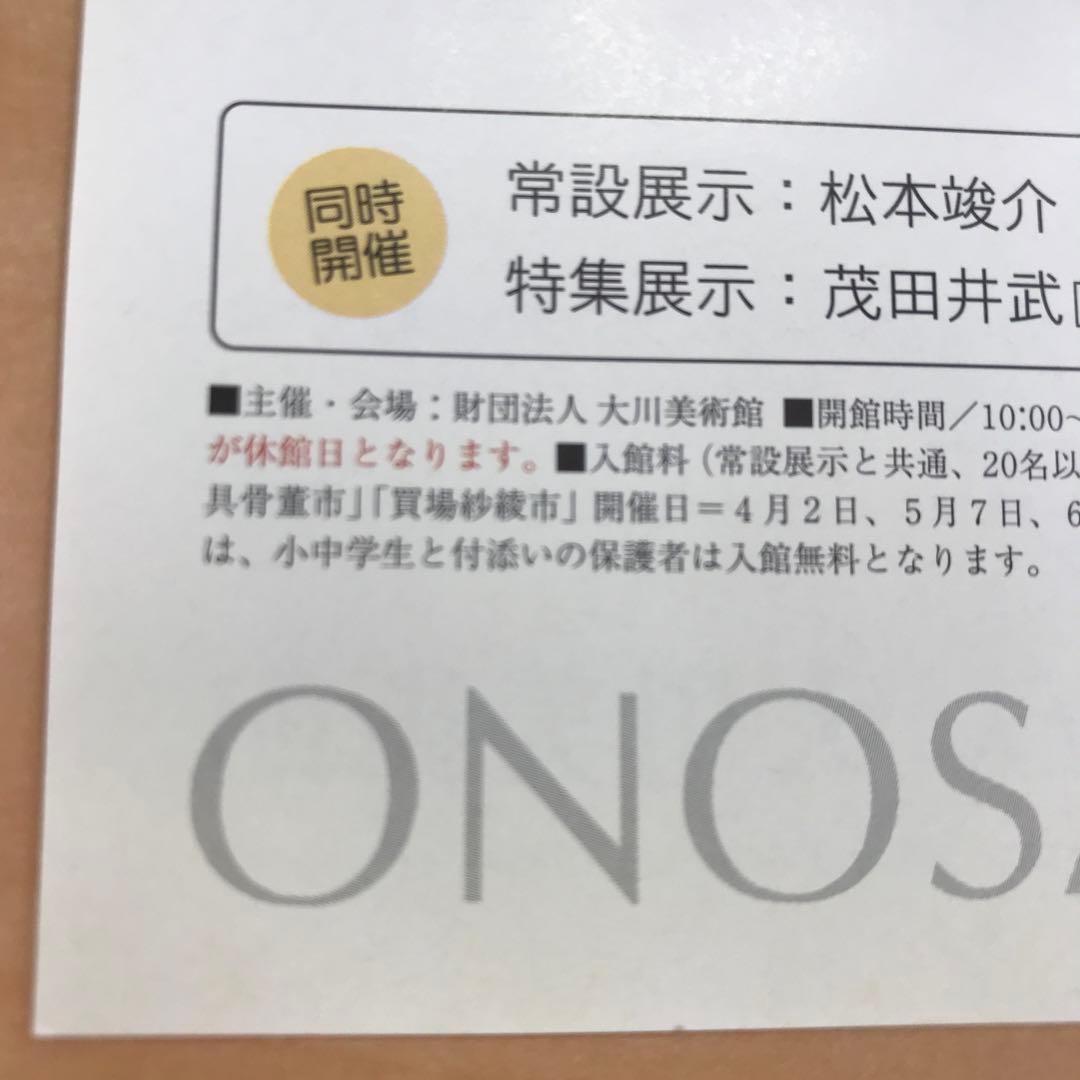 同時
開催
常設展示：松本竣介
特集展示：茂田井武
■主催・会場：財団法人 大川美術館 ■開館時間／10:00～
が休館日となります。■入館料（常設展示と共通、20名以
具骨董市」「買場紗綾市」開催日＝４月２日、５月７日、6
は、小中学生と付添いの保護者は入館無料となります。
ONOS